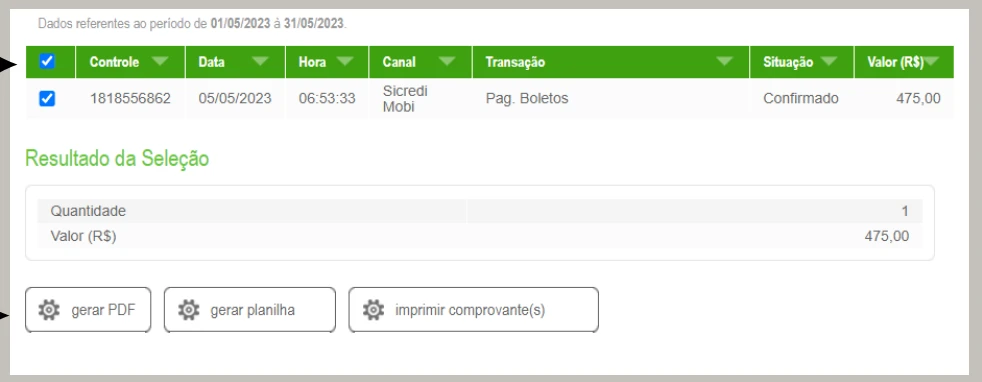 Dados referentes ao período de 01/05/2023 à 31/05/2023.
Controle Data Hora Canal Transação Situação Valor (R$)
1818556862 05/05/2023 06:53:33 Sicredi Mobi Pag. Boletos Confirmado 475,00
Resultado da Seleção
Quantidade 1
Valor (R$) 475,00
gerar PDF gerar planilha imprimir comprovante(s)